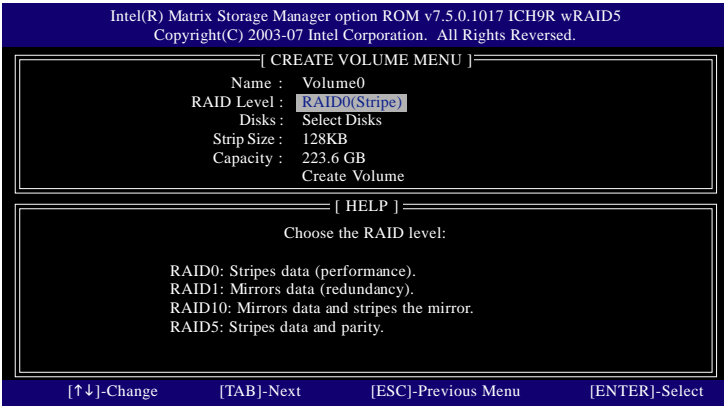 Intel(R) Matrix Storage Manager option ROM v7.5.0.1017 ICH9R wRAID5
Copyright(C) 2003-07 Intel Corporation. All Rights Reversed.
[ CREATE VOLUME MENU ]
Name : Volume0
RAID Level : RAID0(Stripe)
Disks : Select Disks
Strip Size : 128KB
Capacity : 223.6 GB
Create Volume
[ HELP ]
Choose the RAID level:
RAID0: Stripes data (performance).
RAID1: Mirrors data (redundancy).
RAID10: Mirrors data and stripes the mirror.
RAID5: Stripes data and parity.
[↑↓]-Change [TAB]-Next [ESC]-Previous Menu [ENTER]-Select